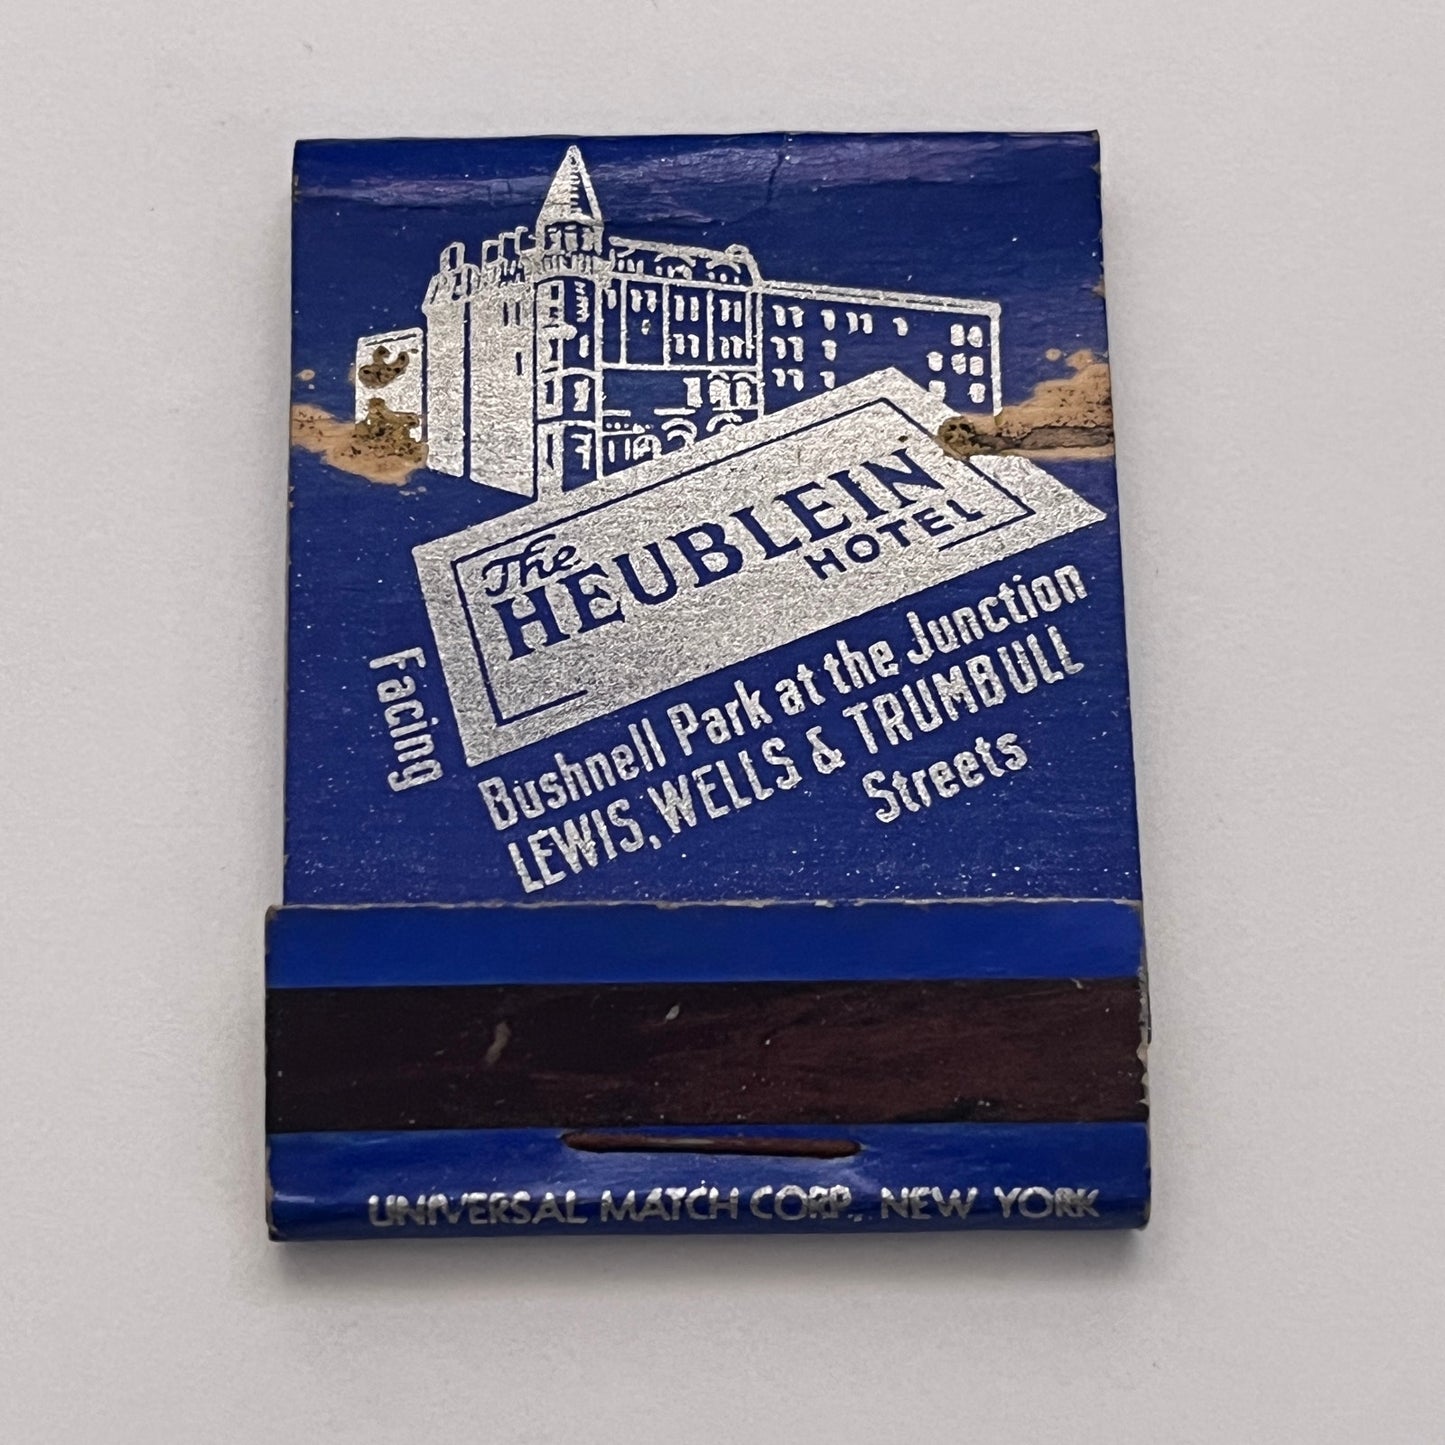 The
HEUBLEIN
HOTEL
Facing
Bushnell Park at the Junction
LEWIS, WELLS & TRUMBULL
Streets
UNIVERSAL MATCH CORP., NEW YORK